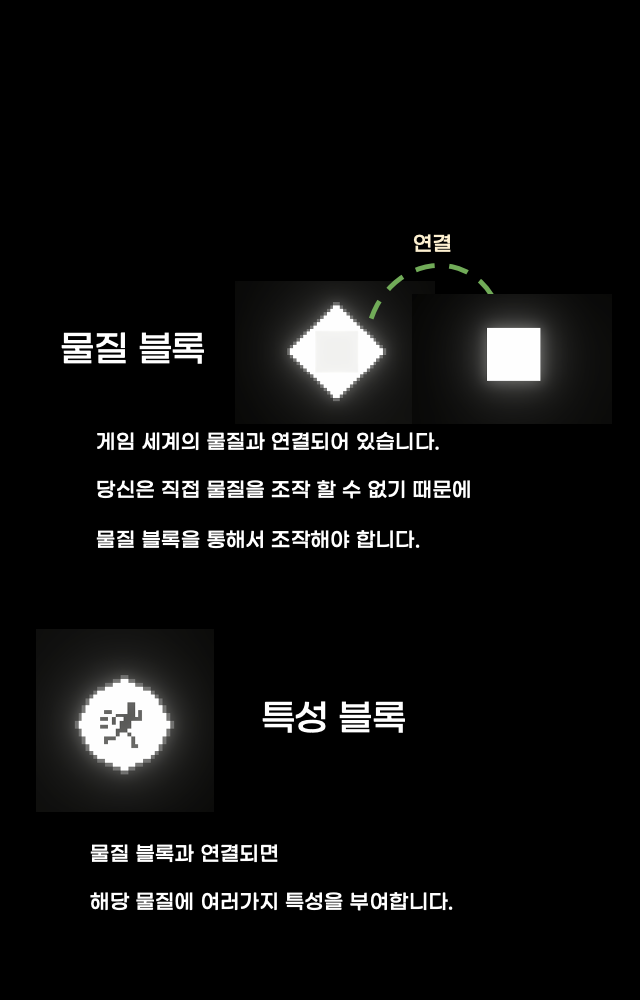 연결
물질 블록
게임 세계의 물질과 연결되어 있습니다.
당신은 직접 물질을 조작 할 수 없기 때문에
물질 블록을 통해서 조작해야 합니다.
특성 블록
물질 블록과 연결되면
해당 물질에 여러가지 특성을 부여합니다.